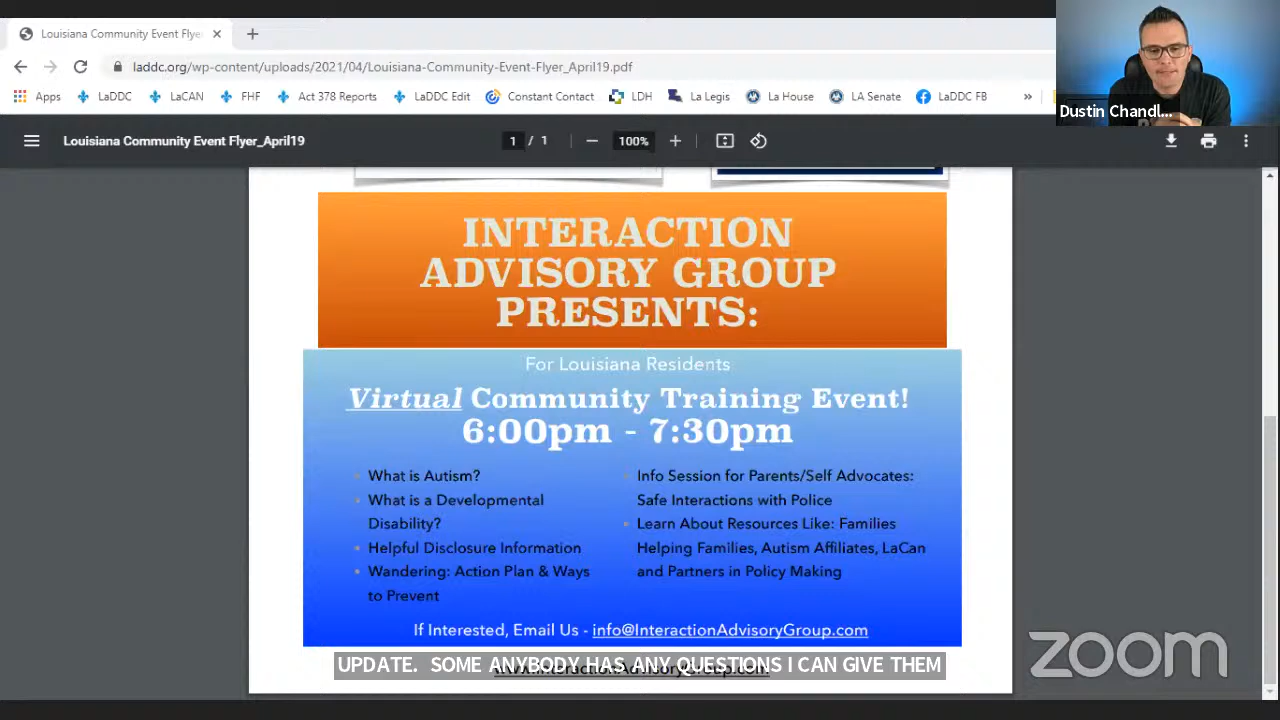 Louisiana Community Event Flye
laddc.org/wp-content/uploads/2021/04/Louisiana-Community-Event-Flyer_April19.pdf
Apps LaDDC LaCAN FHF Act 378 Reports LaDDC Edit Constant Contact LDH La Legis La House LA Senate LaDDC FB »
Dustin Chandl...
Louisiana Community Event Flyer_April19 1 / 1 100%
INTERACTION
ADVISORY GROUP
PRESENTS:
For Louisiana Residents
Virtual Community Training Event!
6:00pm - 7:30pm
What is Autism?
What is a Developmental
Disability?
Helpful Disclosure Information
Wandering: Action Plan & Ways
to Prevent
Info Session for Parents/Self Advocates:
Safe Interactions with Police
Learn About Resources Like: Families
Helping Families, Autism Affiliates, LaCan
and Partners in Policy Making
If Interested, Email Us - info@InteractionAdvisoryGroup.com
UPDATE. SOME ANYBODY HAS ANY QUESTIONS I CAN GIVE THEM
www.InteractionAdvisoryGroup.com
zoom